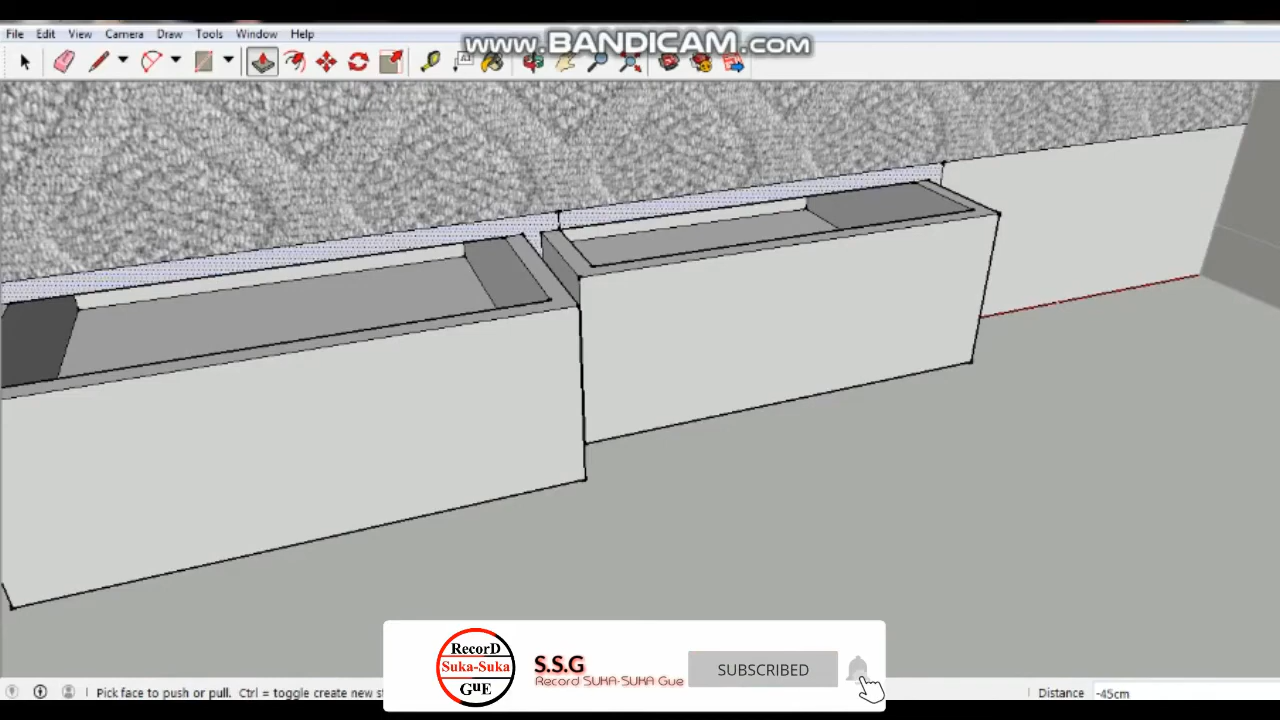 File Edit View Camera Draw Tools Window Help
www.BANDICAM.com
RecorD
Suka-Suka
GuE
S.S.G
Record SUKA-SUKA Gue
SUBSCRIBED
Pick face to push or pull. Ctrl = toggle create new st
Distance -45cm